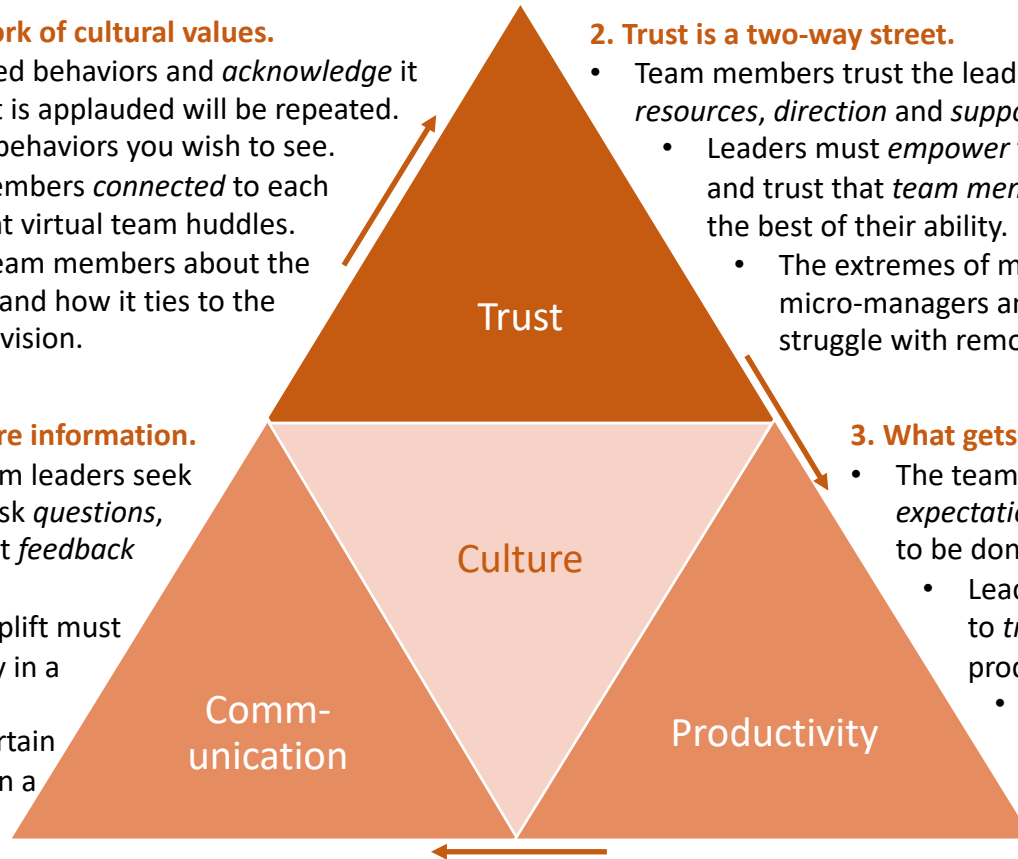 rk of cultural values.
ed behaviors and acknowledge it
t is applauded will be repeated.
behaviors you wish to see.
embers connected to each
at virtual team huddles.
eam members about the
and how it ties to the
vision.
2. Trust is a two-way street.
• Team members trust the lead
resources, direction and suppo
• Leaders must empower
and trust that team mem
the best of their ability.
• The extremes of m
micro-managers an
struggle with remo
Trust
re information.
m leaders seek
sk questions,
t feedback
plift must
y in a
rtain
n a
Culture
3. What gets
• The team
expectatio
to be don
• Lead
to tr
prod
•
Comm-
unication
Productivity